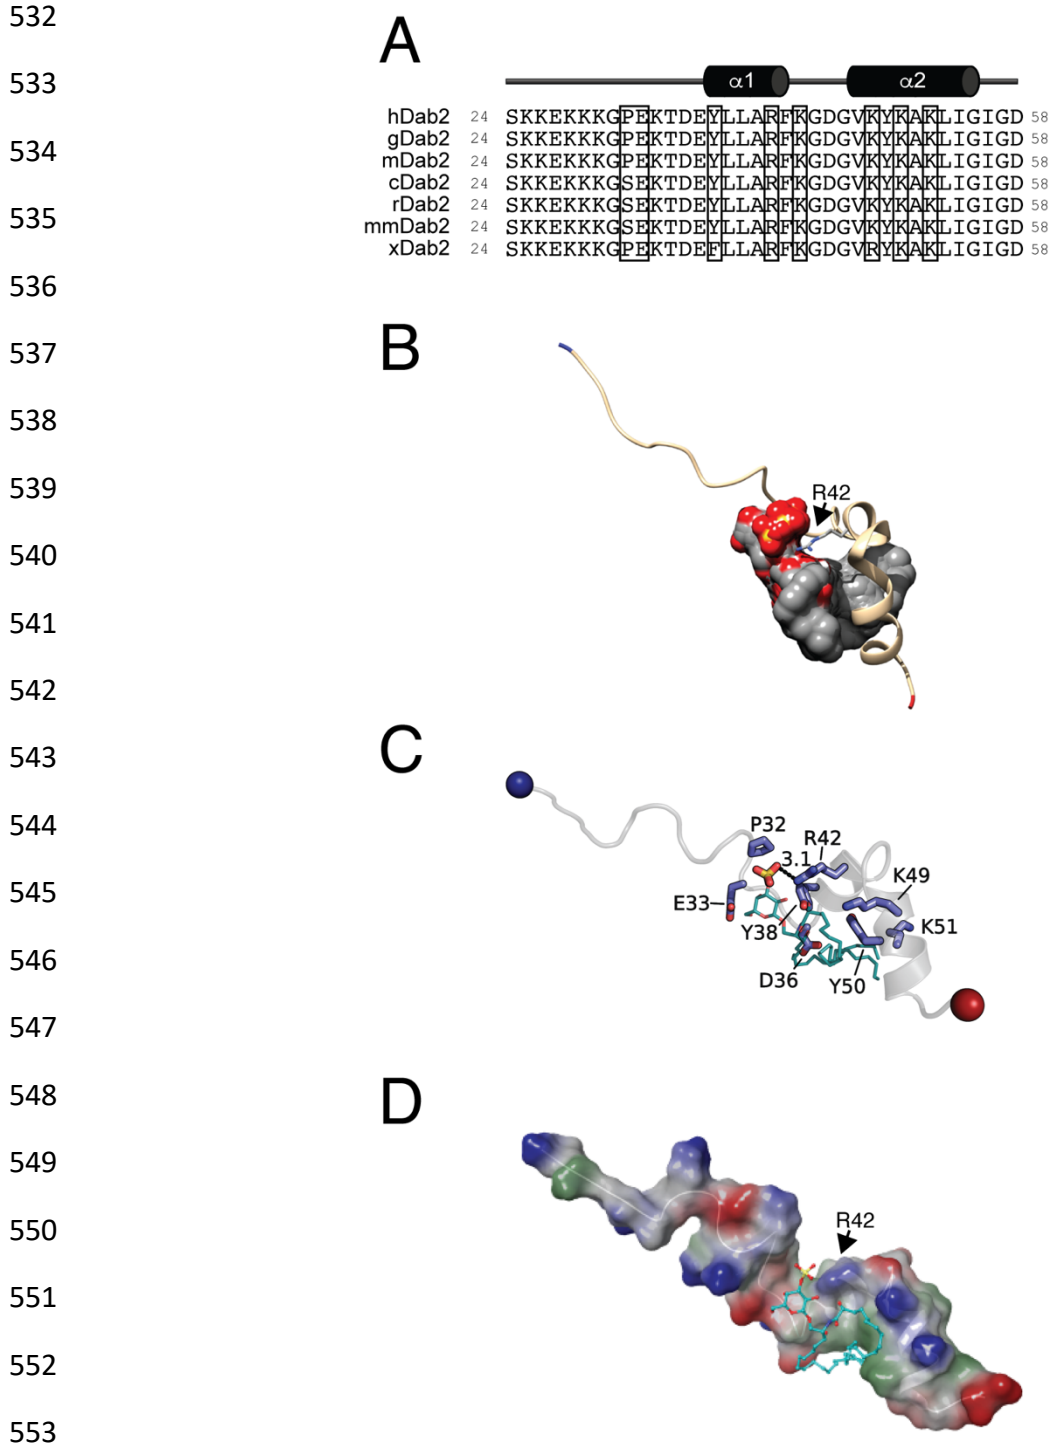 532
A
533 α1 α2
hDab2 24 SKKEKKKGPEKTDEYLLARFKGDGVKYKAKLIGIGD 58
gDab2 24 SKKEKKKGPEKTDEYLLARFKGDGVKYKAKLIGIGD 58
534
mDab2 24 SKKEKKKGPEKTDEYLLARFKGDGVKYKAKLIGIGD 58
cDab2 24 SKKEKKKGSEKTDEYLLARFKGDGVKYKAKLIGIGD 58
rDab2 24 SKKEKKKGSEKTDEYLLARFKGDGVKYKAKLIGIGD 58
535
mmDab2 24 SKKEKKKGSEKTDEYLLARFKGDGVKYKAKLIGIGD 58
xDab2 24 SKKEKKKGPEKTDEFLLARFKGDGVRYKAKLIGIGD 58
536
B
537
538
539
R42
540
541
542
543
C
544
P32
R42
3.1
K49
545
E33
K51
Y38
546
D36
Y50
547
548
D
549
550
R42
551
552
553